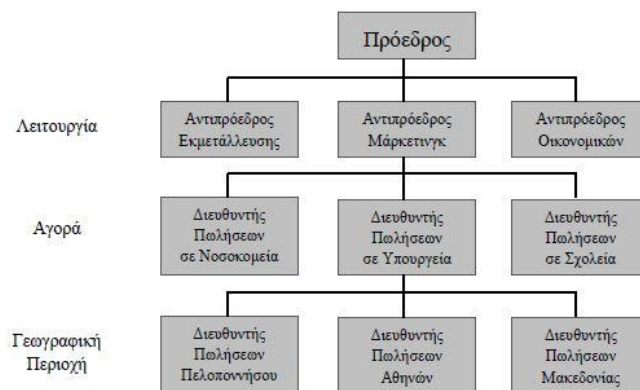 Πρόεδρος
Λειτουργία
Αντιπρόεδρος
Εκμετάλλευσης
Αντιπρόεδρος
Μάρκετινγκ
Αντιπρόεδρος
Οικονομικών
Αγορά
Διευθυντής
Πωλήσεων
σε Νοσοκομεία
Διευθυντής
Πωλήσεων
σε Υπουργεία
Διευθυντής
Πωλήσεων
σε Σχολεία
Γεωγραφική
Περιοχή
Διευθυντής
Πωλήσεων
Πελοποννήσου
Διευθυντής
Πωλήσεων
Αθηνών
Διευθυντής
Πωλήσεων
Μακεδονίας